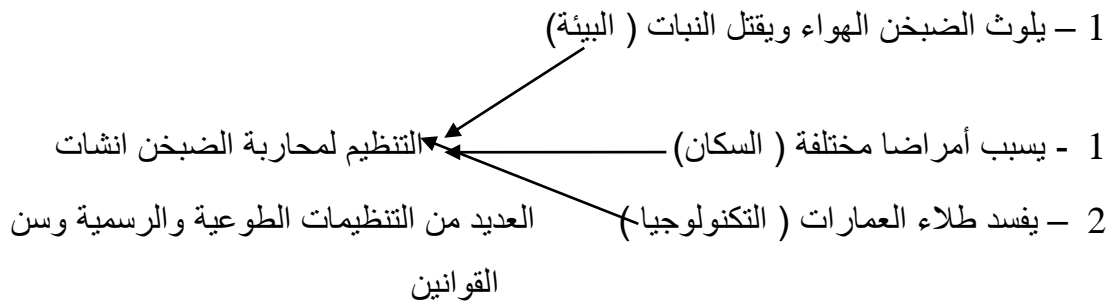 1 – يلوث الضبخن الهواء ويقتل النبات ( البيئة)
1 - يسبب أمراضا مختلفة ( السكان) التنظيم لمحاربة الضبخن انشات
2 – يفسد طلاء العمارات ( التكنولوجيا ) العديد من التنظيمات الطوعية والرسمية وسن
القوانين